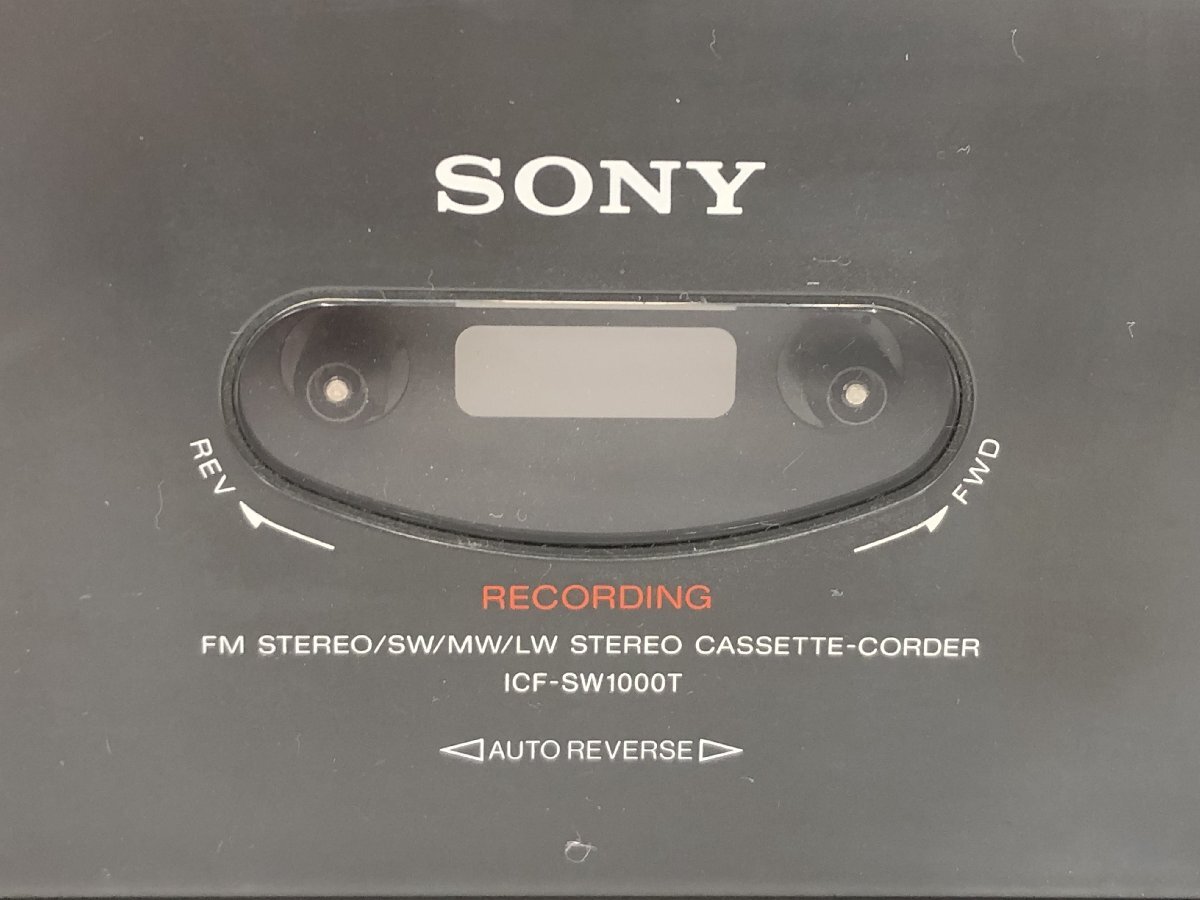 SONY
REV
FWD
RECORDING
FM STEREO/SW/MW/LW STEREO CASSETTE-CORDER
ICF-SW1000T
AUTO REVERSE